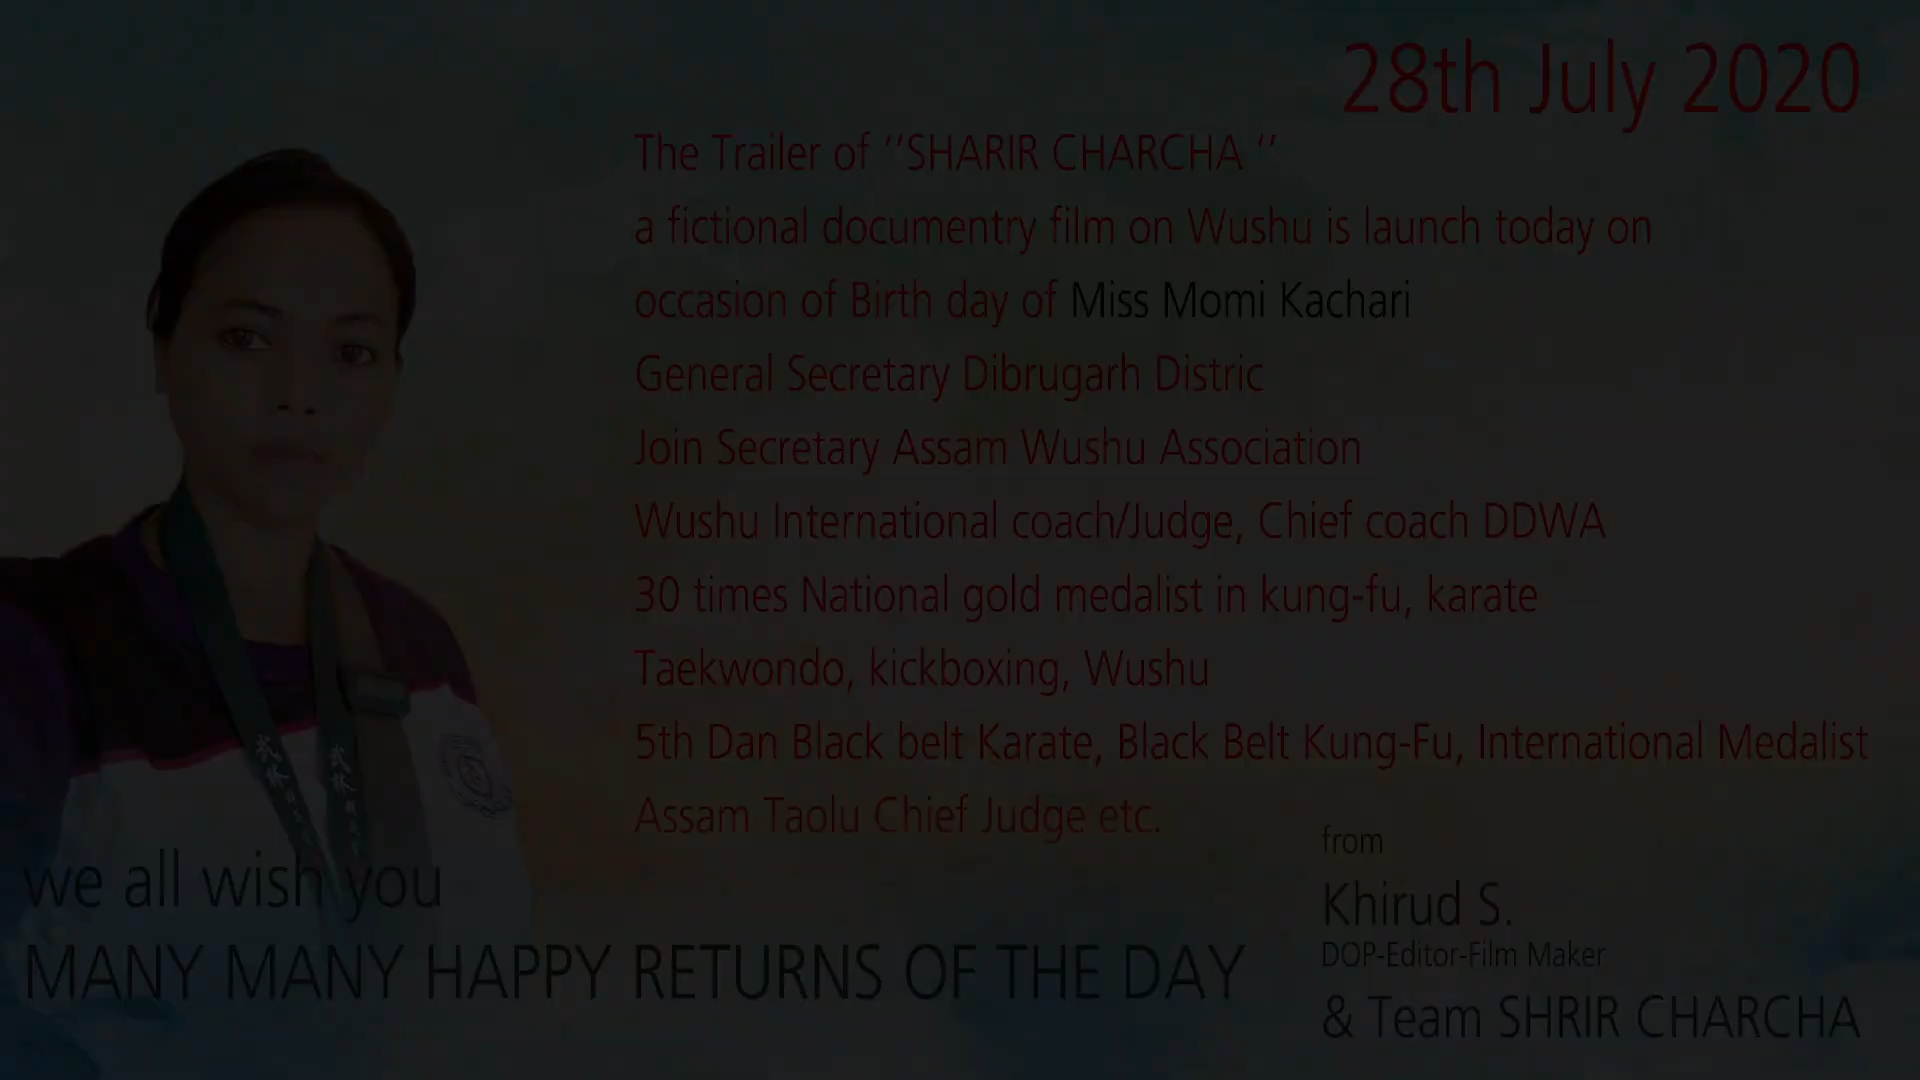 28th July 2020
The Trailer of ‘‘SHARIR CHARCHA ‘’
a fictional documentry film on Wushu is launch today on
occasion of Birth day of Miss Momi Kachari
General Secretary Dibrugarh Distric
Join Secretary Assam Wushu Association
Wushu International coach/Judge, Chief coach DDWA
30 times National gold medalist in kung-fu, karate
Taekwondo, kickboxing, Wushu
5th Dan Black belt Karate, Black Belt Kung-Fu, International Medalist
Assam Taolu Chief Judge etc.
we all wish you
MANY MANY HAPPY RETURNS OF THE DAY
from
Khirud S.
DOP-Editor-Film Maker
& Team SHRIR CHARCHA
武林
武林